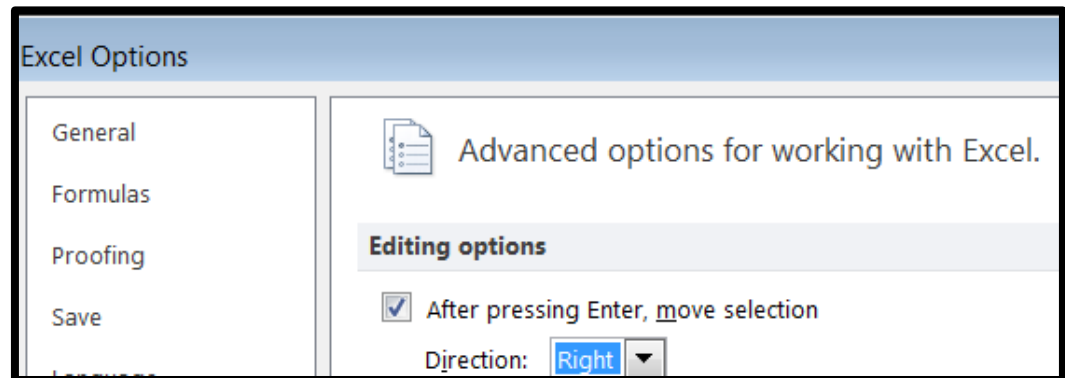 Excel Options
General
Formulas
Proofing
Save
Advanced options for working with Excel.
Editing options
After pressing Enter, move selection
Direction: Right